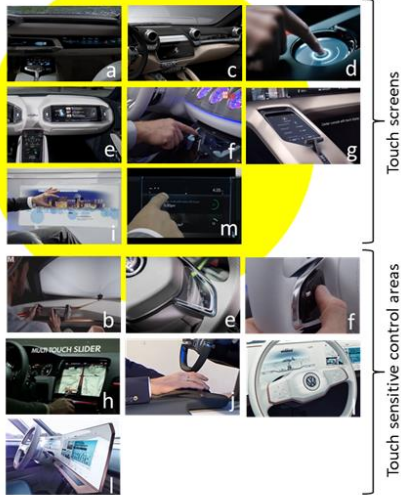 a
c
d
e
f
g
i
m
Touch screens
M
b
e
f
MULTI TOUCH SLIDER
h
j
l
Touch sensitive control areas